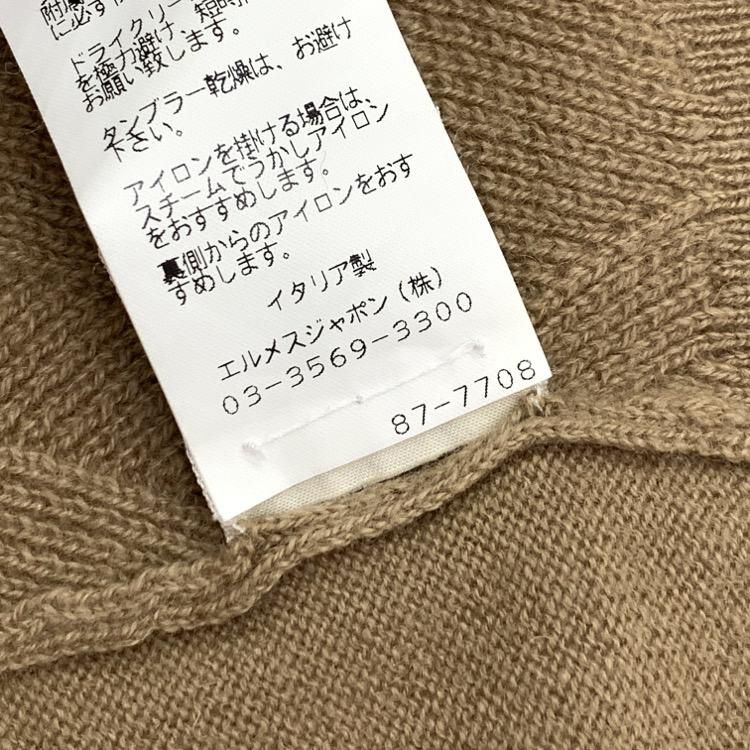 に必ず
ドライクリー
を極力避け、短時
お願い致します。
タンブラー乾燥は、お避け
下さい。
アイロンを掛ける場合は、
スチームでうかしアイロン
をおすすめします。
裏側からのアイロンをおす
すめします。
イタリア製
エルメスジャポン（株）
03-3569-3300
87-7708